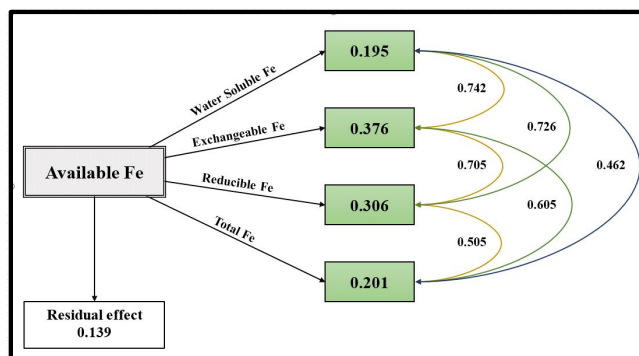 Water Soluble Fe
0.195
0.742
Exchangeable Fe
0.376
0.726
Available Fe
0.705
0.462
Reducible Fe
0.306
0.605
Total Fe
0.505
0.201
Residual effect
0.139